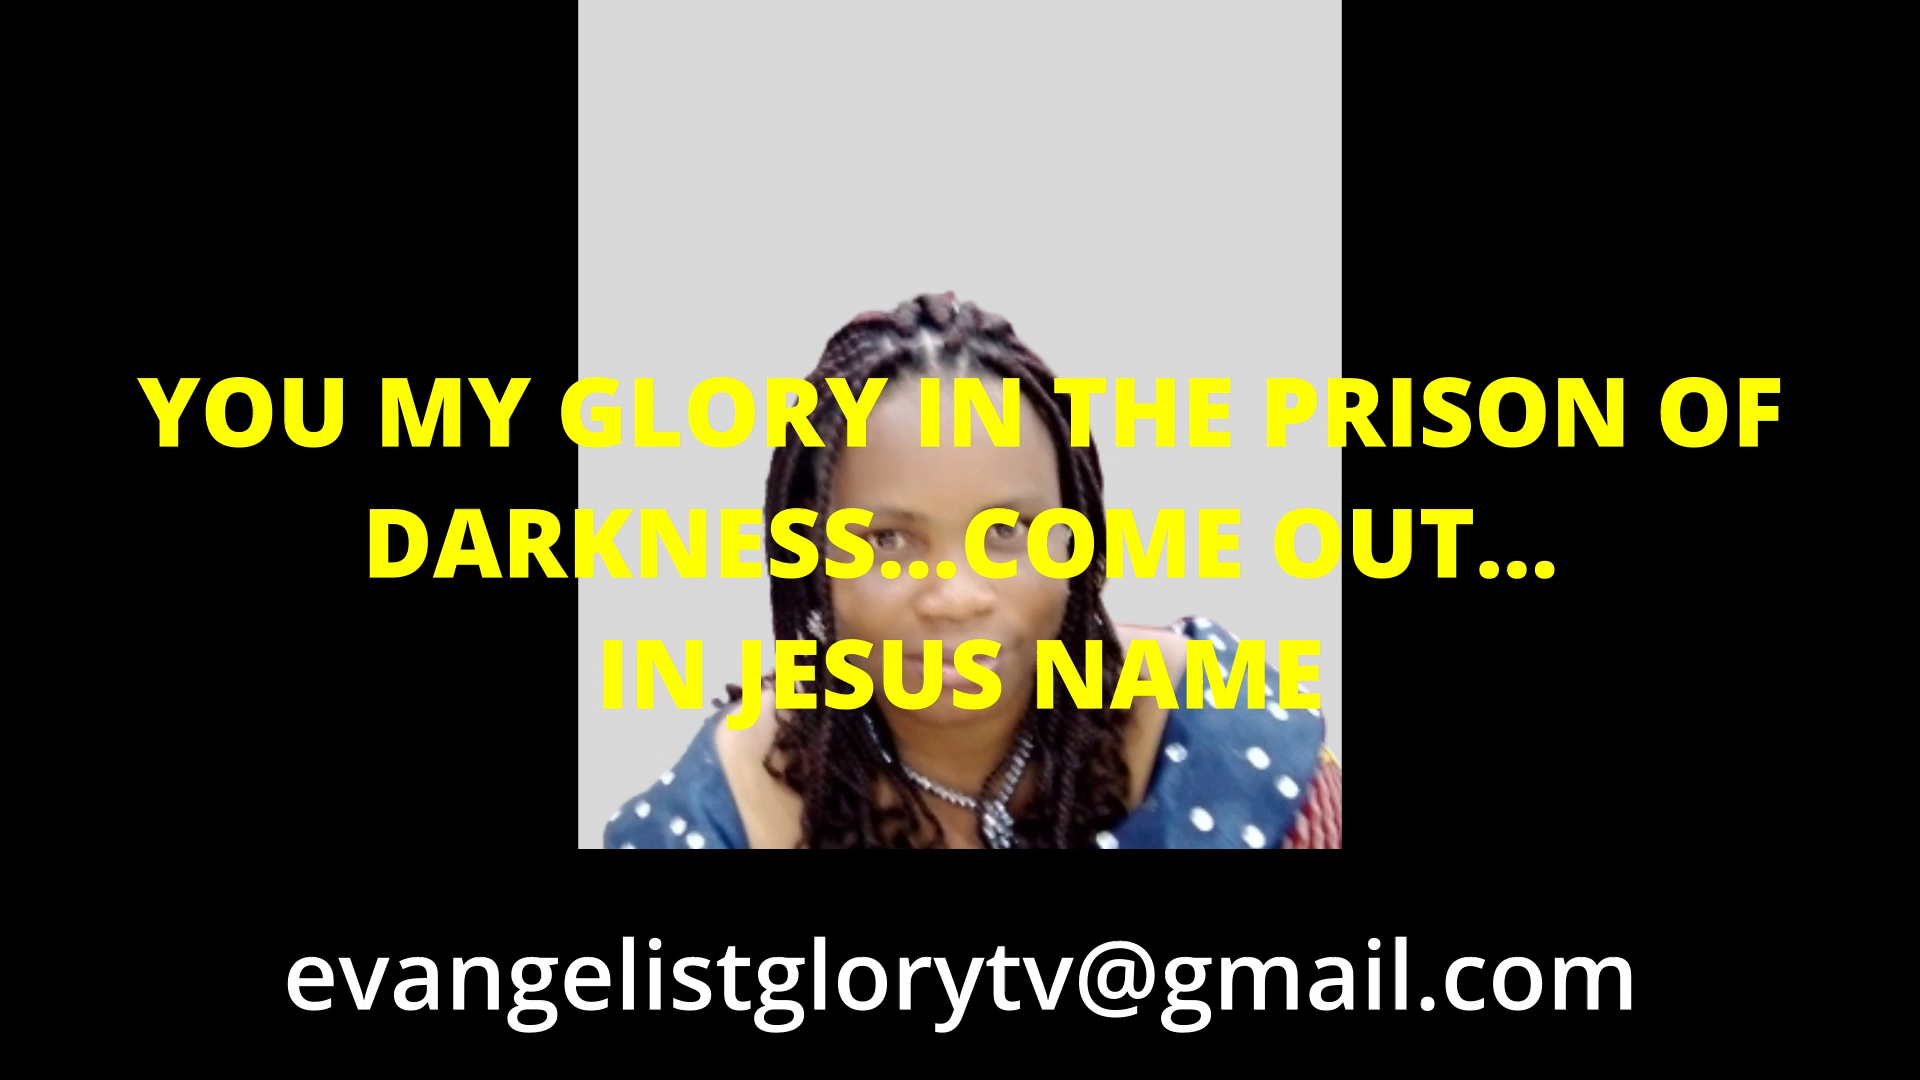 YOU MY GLORY IN THE PRISON OF
DARKNESS...COME OUT...
IN JESUS NAME
evangelistglorytv@gmail.com